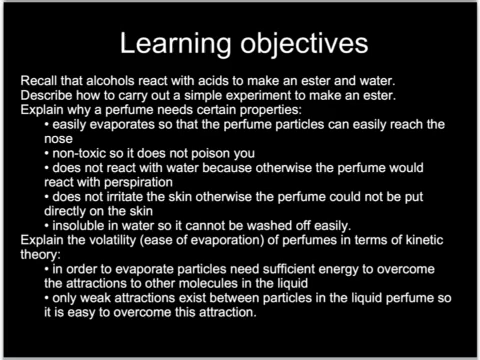 Learning objectives
Recall that alcohols react with acids to make an ester and water.
Describe how to carry out a simple experiment to make an ester.
Explain why a perfume needs certain properties:
• easily evaporates so that the perfume particles can easily reach the
nose
• non-toxic so it does not poison you
• does not react with water because otherwise the perfume would
react with perspiration
• does not irritate the skin otherwise the perfume could not be put
directly on the skin
• insoluble in water so it cannot be washed off easily.
Explain the volatility (ease of evaporation) of perfumes in terms of kinetic
theory:
• in order to evaporate particles need sufficient energy to overcome
the attractions to other molecules in the liquid
• only weak attractions exist between particles in the liquid perfume so
it is easy to overcome this attraction.